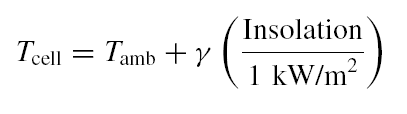 T_cell = T_amb + γ (Insolation / 1 kW/m²)